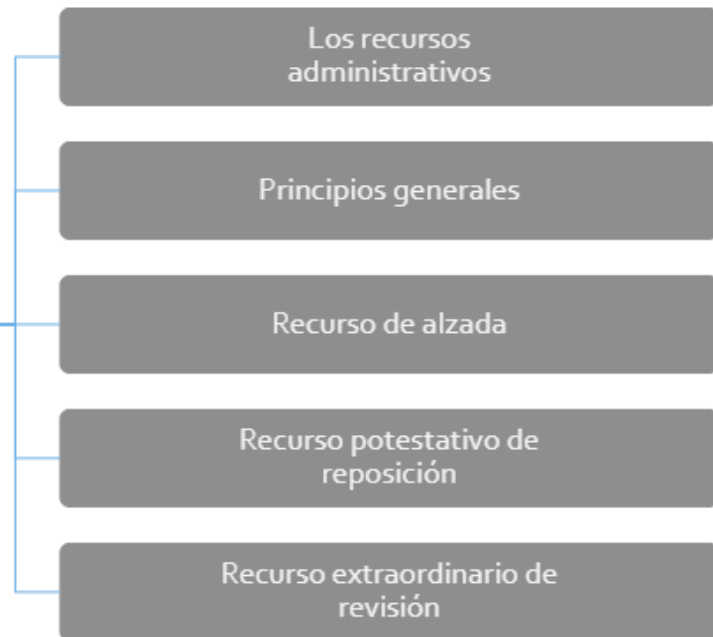 Los recursos
administrativos
Principios generales
Recurso de alzada
Recurso potestativo de
reposición
Recurso extraordinario de
revisión